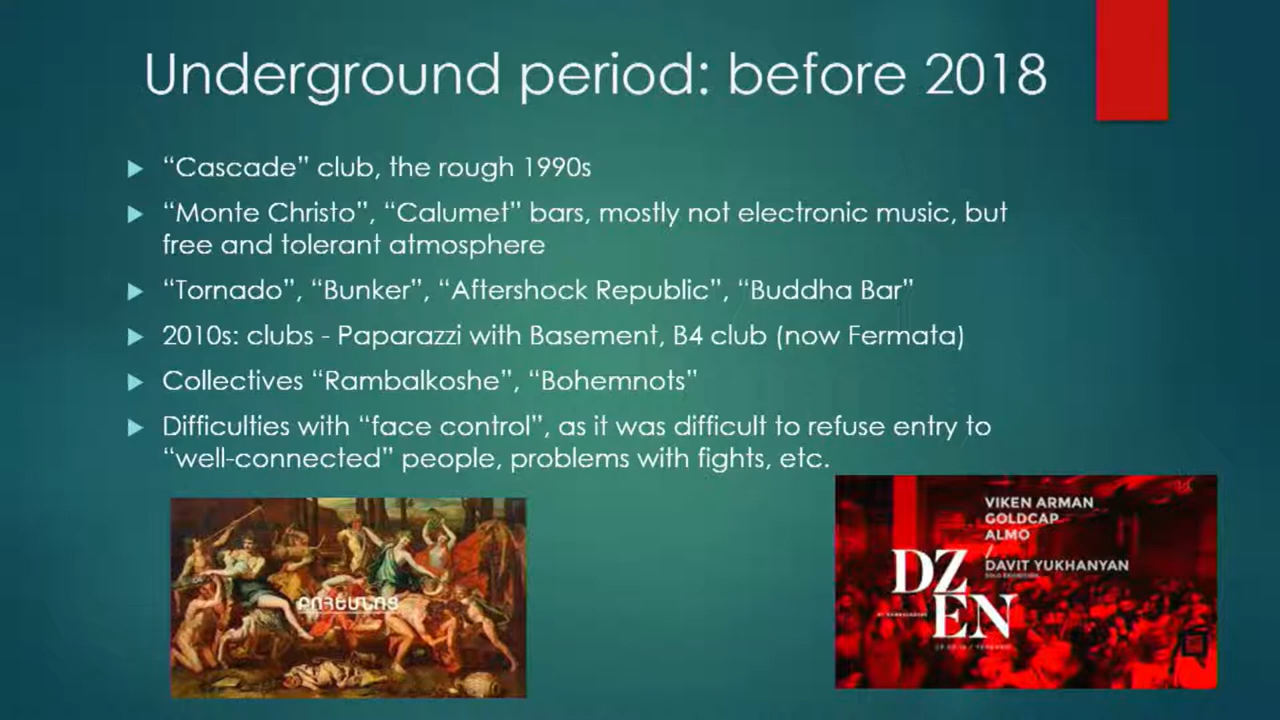 Underground period: before 2018
“Cascade” club, the rough 1990s
“Monte Christo”, “Calumet” bars, mostly not electronic music, but
free and tolerant atmosphere
“Tornado”, “Bunker”, “Aftershock Republic”, “Buddha Bar”
2010s: clubs - Paparazzi with Basement, B4 club (now Fermata)
Collectives “Rambalkoshe”, “Bohemnots”
Difficulties with “face control”, as it was difficult to refuse entry to
“well-connected” people, problems with fights, etc.
ԲՈՀԵՄՆՈՑ
VIKEN ARMAN
GOLDCAP
ALMO
/
DAVIT YUKHANYAN
SOLO EXHIBITION
DZ
EN